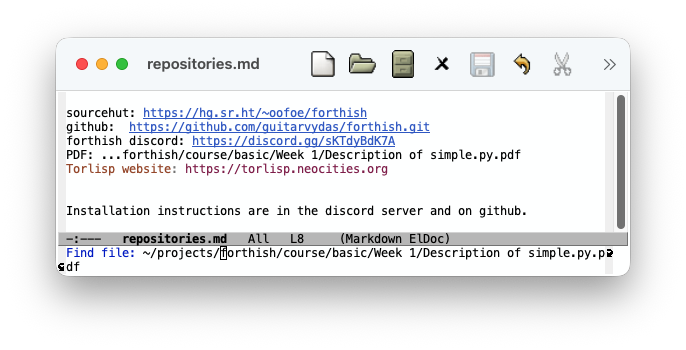 repositories.md
sourcehut: https://hg.sr.ht/~oofoe/forthish
github:  https://github.com/guitarvydas/forthish.git
forthish discord: https://discord.gg/sKTdyBdK7A
PDF: ...forthish/course/basic/Week 1/Description of simple.py.pdf
Torlisp website: https://torlisp.neocities.org
Installation instructions are in the discord server and on github.
-:---   repositories.md   All   L8     (Markdown ElDoc)
Find file: ~/projects/forthish/course/basic/Week 1/Description of simple.py.p
df